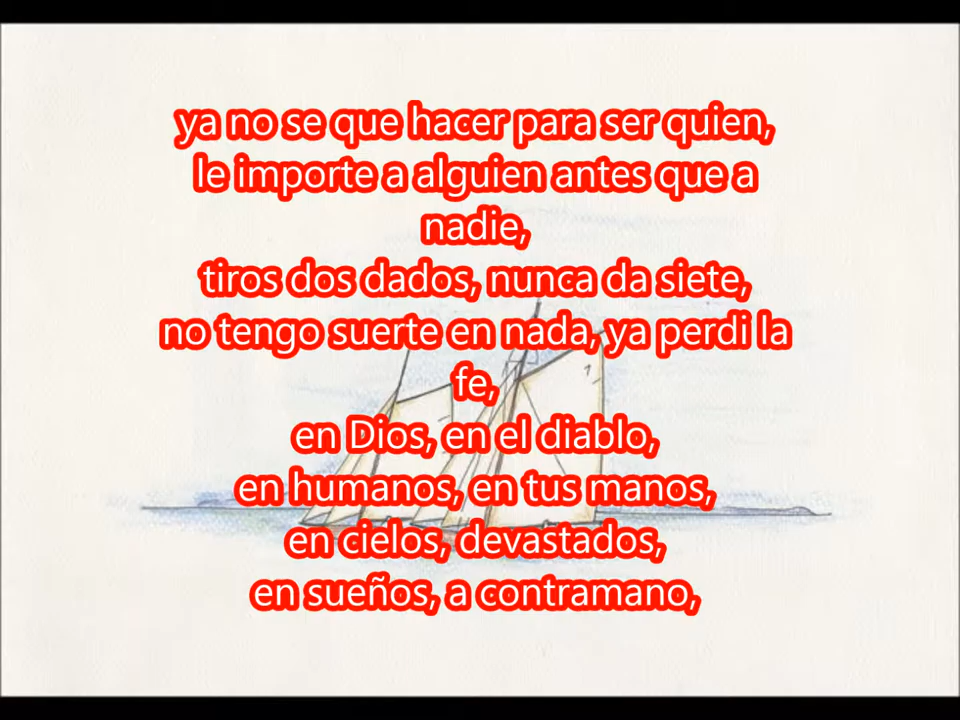 ya no se que hacer para ser quien,
le importe a alguien antes que a
nadie,
tiros dos dados, nunca da siete,
no tengo suerte en nada, ya perdi la
fe,
en Dios, en el diablo,
en humanos, en tus manos,
en cielos, devastados,
en sueños, a contramano,